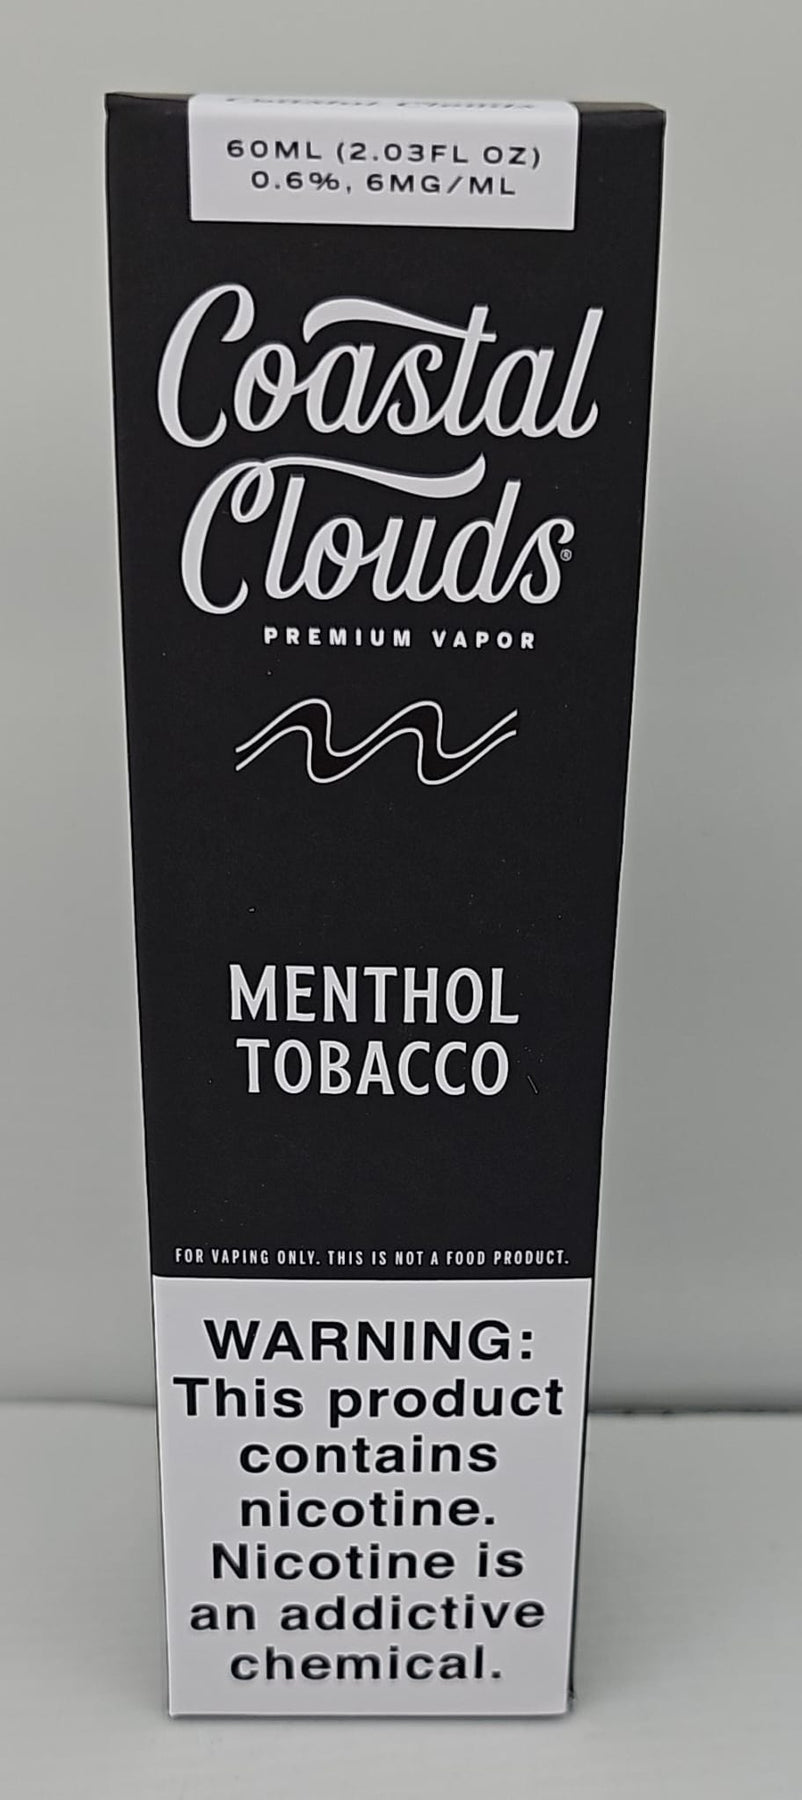 60ML (2.03FL OZ)
0.6%, 6MG/ML
Coastal
Clouds®
PREMIUM VAPOR
MENTHOL
TOBACCO
FOR VAPING ONLY. THIS IS NOT A FOOD PRODUCT.
WARNING:
This product
contains
nicotine.
Nicotine is
an addictive
chemical.